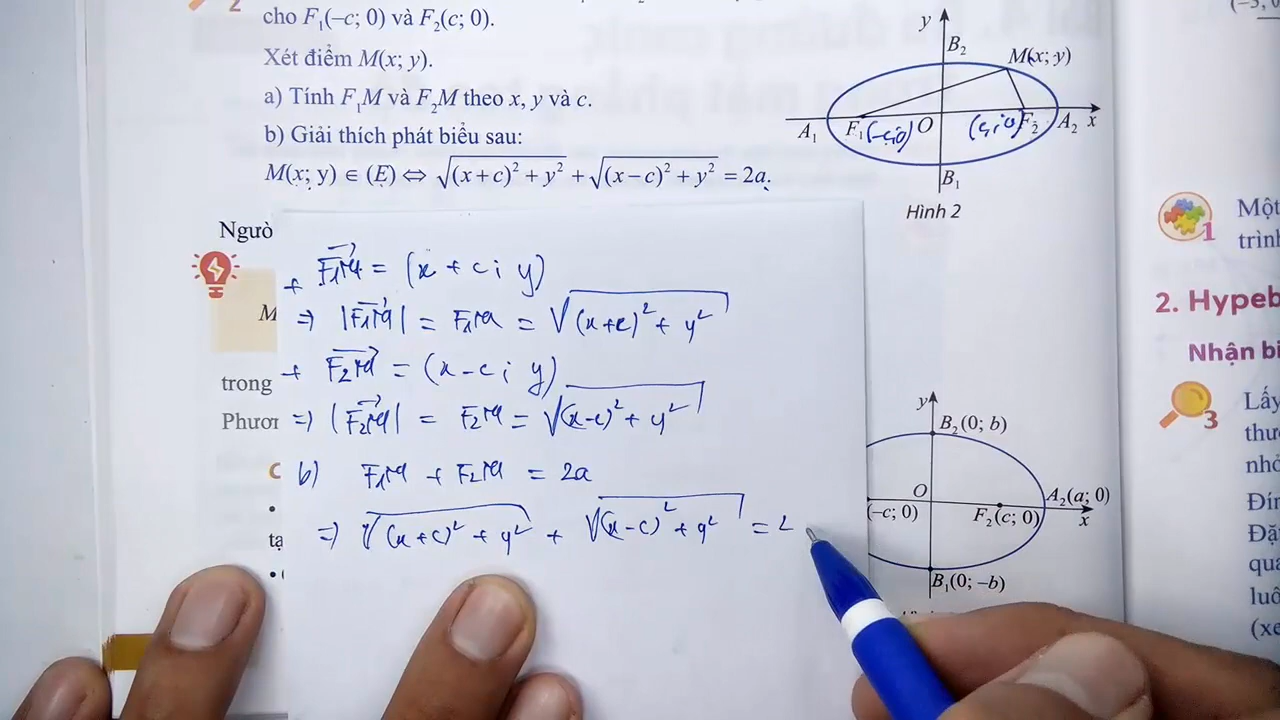 2
cho F₁(−c; 0) và F₂(c; 0).
Xét điểm M(x; y).
a) Tính F₁M và F₂M theo x, y và c.
b) Giải thích phát biểu sau:
M(x; y) ∈ (E) ⇔ √((x+c)² + y²) + √((x−c)² + y²) = 2a.
y
B₂
M(x; y)
A₁ F₁ (-c;0) O (c;0) F₂ A₂ x
B₁
Hình 2
Ngườ
M
trong
Phươn
C
•
tạ
•
+ F₁M = (x + c; y)
=> |F₁M| = F₁M = √((x+c)² + y²)
+ F₂M = (x - c; y)
=> |F₂M| = F₂M = √((x-c)² + y²)
b) F₁M + F₂M = 2a
=> √((x+c)² + y²) + √((x-c)² + y²) = 2
y
B₂(0; b)
O A₂(a; 0)
(−c; 0) F₂(c; 0) x
B₁(0; −b)
1
Một
trình
2. Hypeb
Nhận bi
3
Lấy
thu
nhỏ
Đín
Đặ
qua
luô
(xe